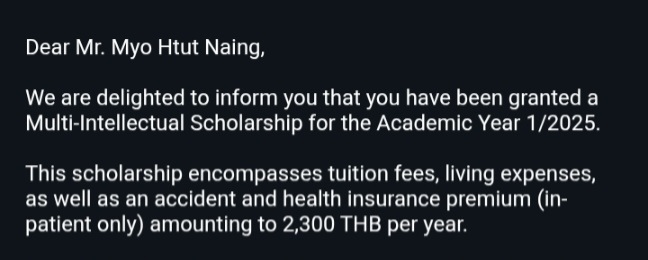 Dear Mr. Myo Htut Naing,
We are delighted to inform you that you have been granted a
Multi-Intellectual Scholarship for the Academic Year 1/2025.
This scholarship encompasses tuition fees, living expenses,
as well as an accident and health insurance premium (in-
patient only) amounting to 2,300 THB per year.